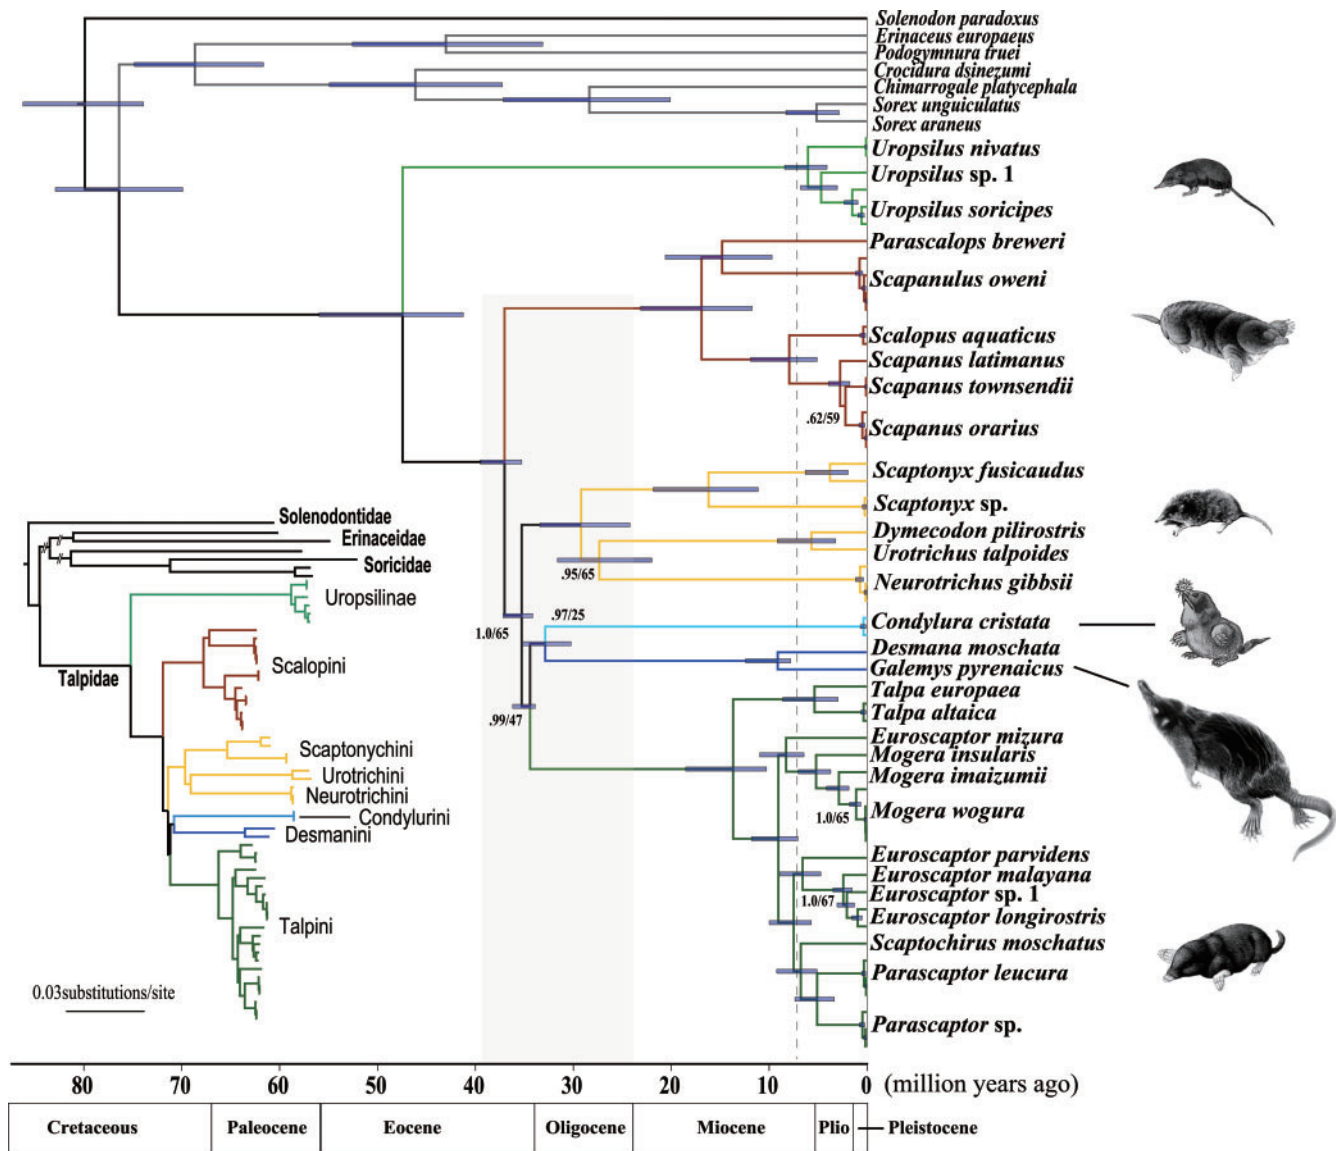 Solenodon paradoxus
Erinaceus europaeus
Podogymnura truei
Crocidura dsinezumi
Chimarrogale platycephala
Sorex unguiculatus
Sorex araneus
Uropsilus nivatus
Uropsilus sp. 1
Uropsilus soricipes
Parascalops breweri
Scapanulus oweni
Scalopus aquaticus
Scapanus latimanus
Scapanus townsendii
.62/59
Scapanus orarius
Scaptonyx fusicaudus
Scaptonyx sp.
Dymecodon pilirostris
Urotrichus talpoides
.95/65
Neurotrichus gibbsii
.97/25
Condylura cristata
1.0/65
Desmana moschata
Galemys pyrenaicus
Talpa europaea
.99/47
Talpa altaica
Euroscaptor mizura
Mogera insularis
Mogera imaizumii
Mogera wogura
1.0/65
Euroscaptor parvidens
Euroscaptor malayana
1.0/67
Euroscaptor sp. 1
Euroscaptor longirostris
Scaptochirus moschatus
Parascaptor leucura
Parascaptor sp.
Solenodontidae
Erinaceidae
Soricidae
Uropsilinae
Talpidae
Scalopini
Scaptonychini
Urotrichini
Neurotrichini
Condylurini
Desmanini
Talpini
0.03substitutions/site
80 70 60 50 40 30 20 10 0 (million years ago)
Cretaceous Paleocene Eocene Oligocene Miocene Plio Pleistocene